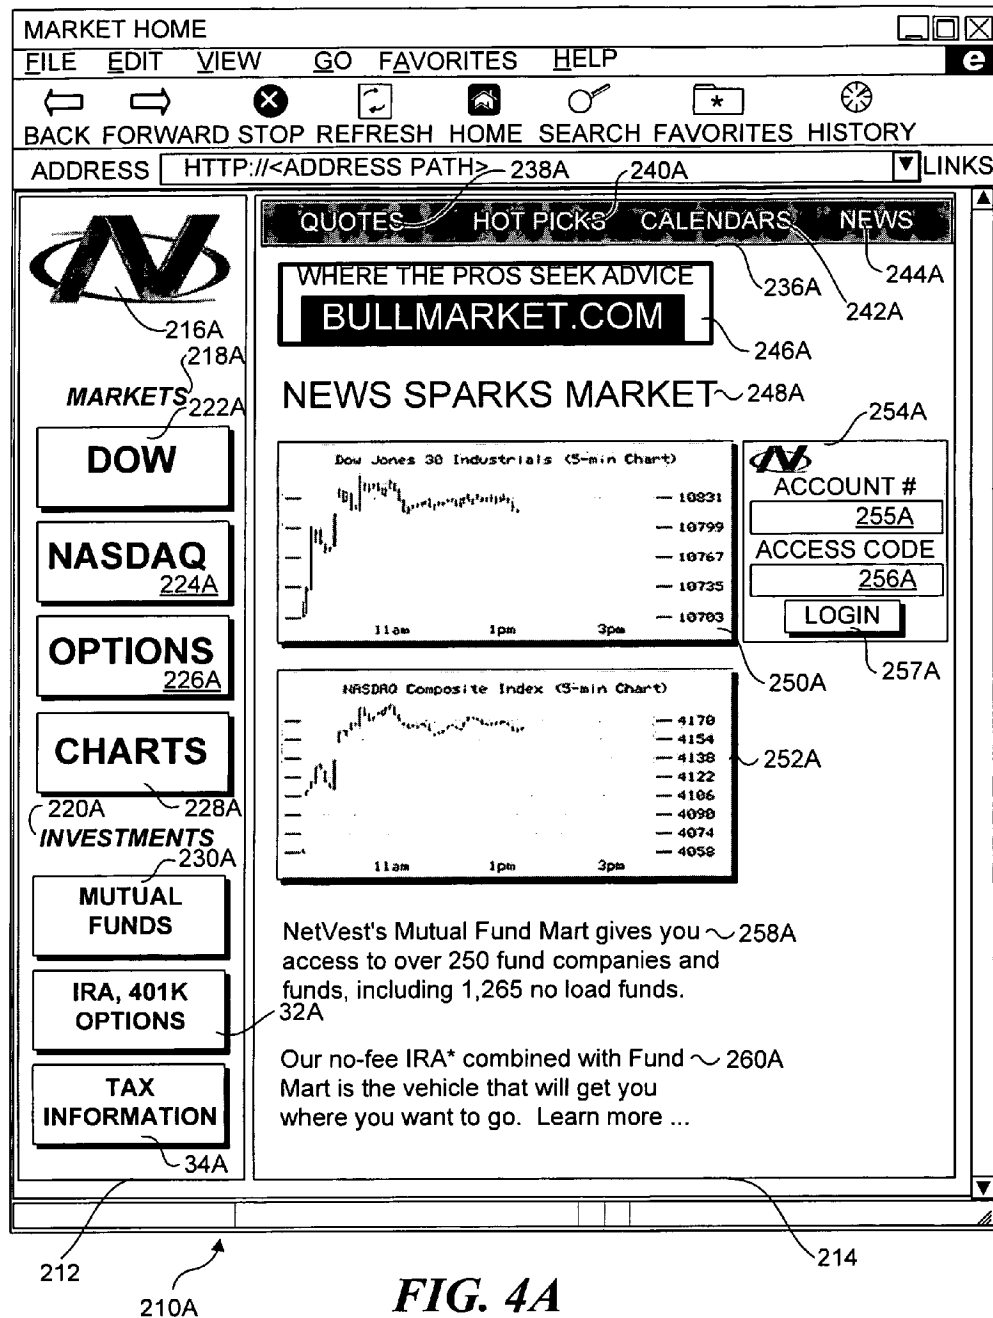 MARKET HOME
FILE EDIT VIEW GO FAVORITES HELP
e
BACK FORWARD STOP REFRESH HOME SEARCH FAVORITES HISTORY
ADDRESS HTTP://<ADDRESS PATH> 238A 240A LINKS
QUOTES HOT PICKS CALENDARS NEWS
244A
236A
242A
WHERE THE PROS SEEK ADVICE
BULLMARKET.COM
246A
N
216A
218A
MARKETS
222A
DOW
NASDAQ
224A
OPTIONS
226A
CHARTS
220A
228A
INVESTMENTS
230A
MUTUAL
FUNDS
IRA, 401K
OPTIONS
32A
TAX
INFORMATION
34A
NEWS SPARKS MARKET 248A
Dow Jones 30 Industrials (5-min Chart)
10831
10799
10767
10735
10703
11am 1pm 3pm
250A
254A
N
ACCOUNT #
255A
ACCESS CODE
256A
LOGIN
257A
NASDAQ Composite Index (5-min Chart)
4170
4154
4138
4122
4106
4090
4074
4058
11am 1pm 3pm
252A
NetVest's Mutual Fund Mart gives you 258A
access to over 250 fund companies and
funds, including 1,265 no load funds.
Our no-fee IRA* combined with Fund 260A
Mart is the vehicle that will get you
where you want to go. Learn more ...
212
210A
214
FIG. 4A